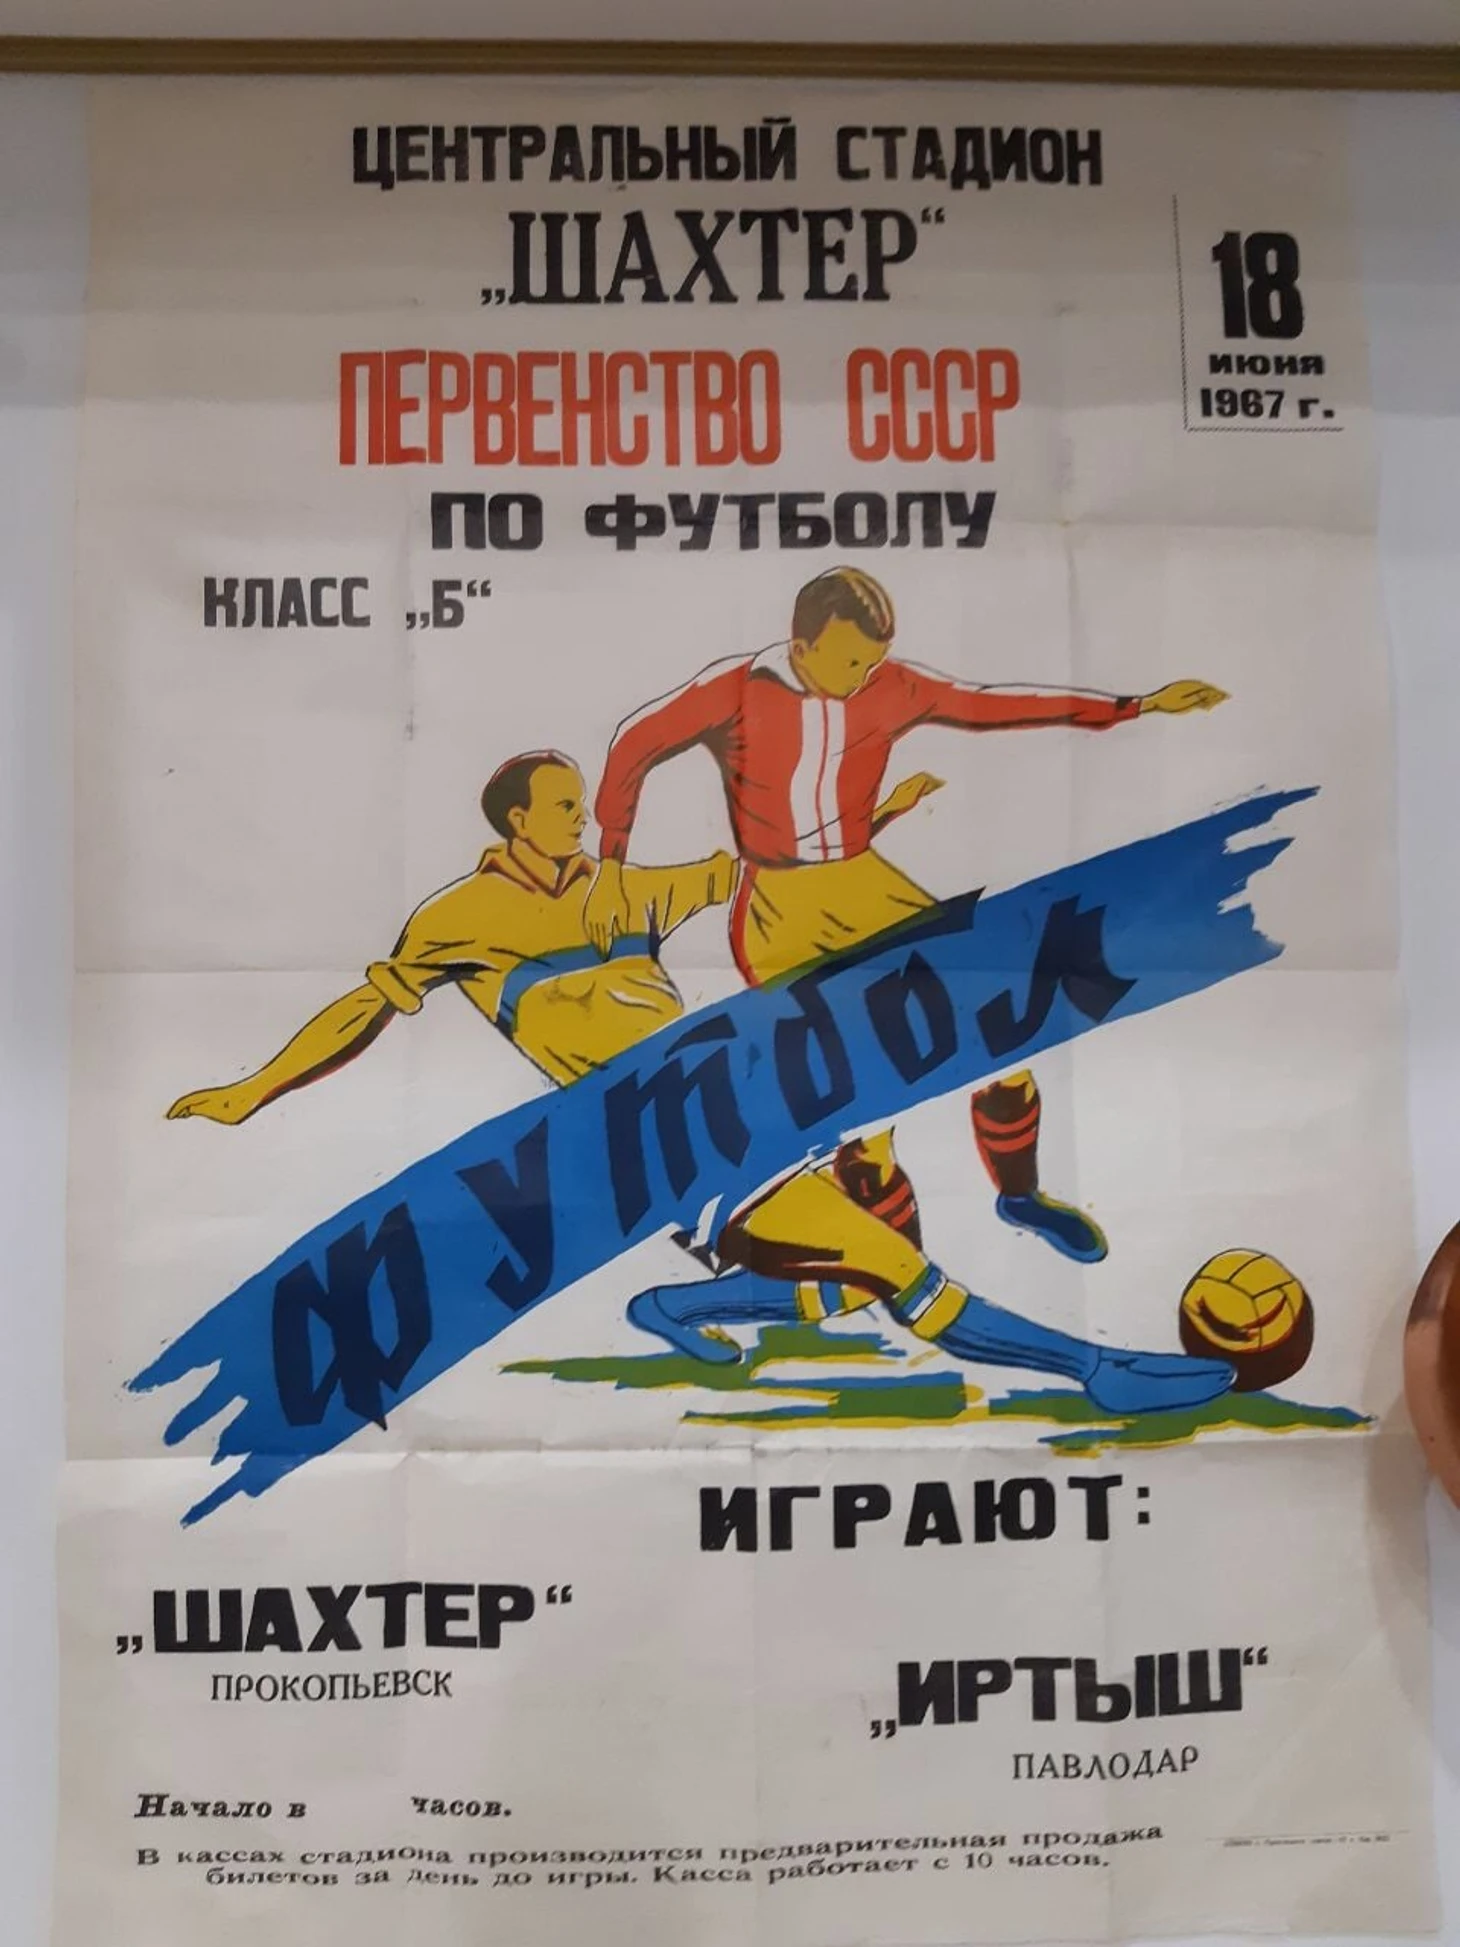 ЦЕНТРАЛЬНЫЙ СТАДИОН
„ШАХТЕР“
18
июня
1967 г.
ПЕРВЕНСТВО СССР
ПО ФУТБОЛУ
КЛАСС „Б“
футбол
ИГРАЮТ:
„ШАХТЕР“
ПРОКОПЬЕВСК
„ИРТЫШ“
ПАВЛОДАР
Начало в часов.
В кассах стадиона производится предварительная продажа
билетов за день до игры. Касса работает с 10 часов.